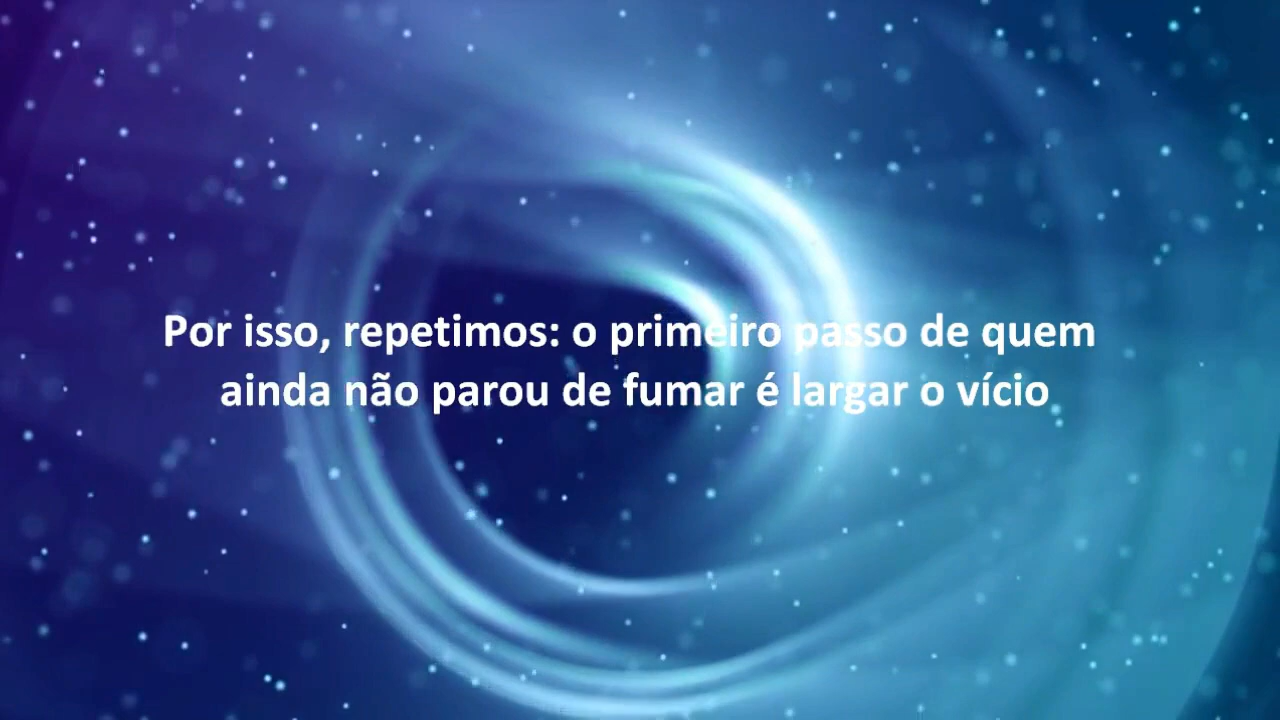 Por isso, repetimos: o primeiro passo de quem
ainda não parou de fumar é largar o vício